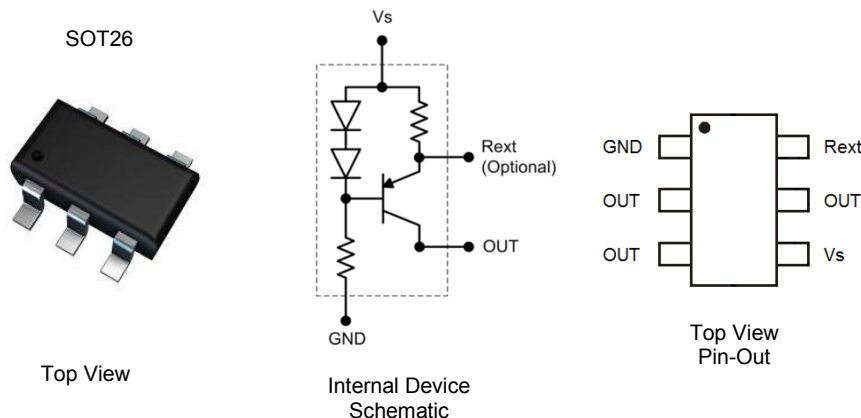 SOT26
Top View
Vs
Rext
(Optional)
OUT
GND
Internal Device
Schematic
GND
Rext
OUT
OUT
OUT
Vs
Top View
Pin-Out